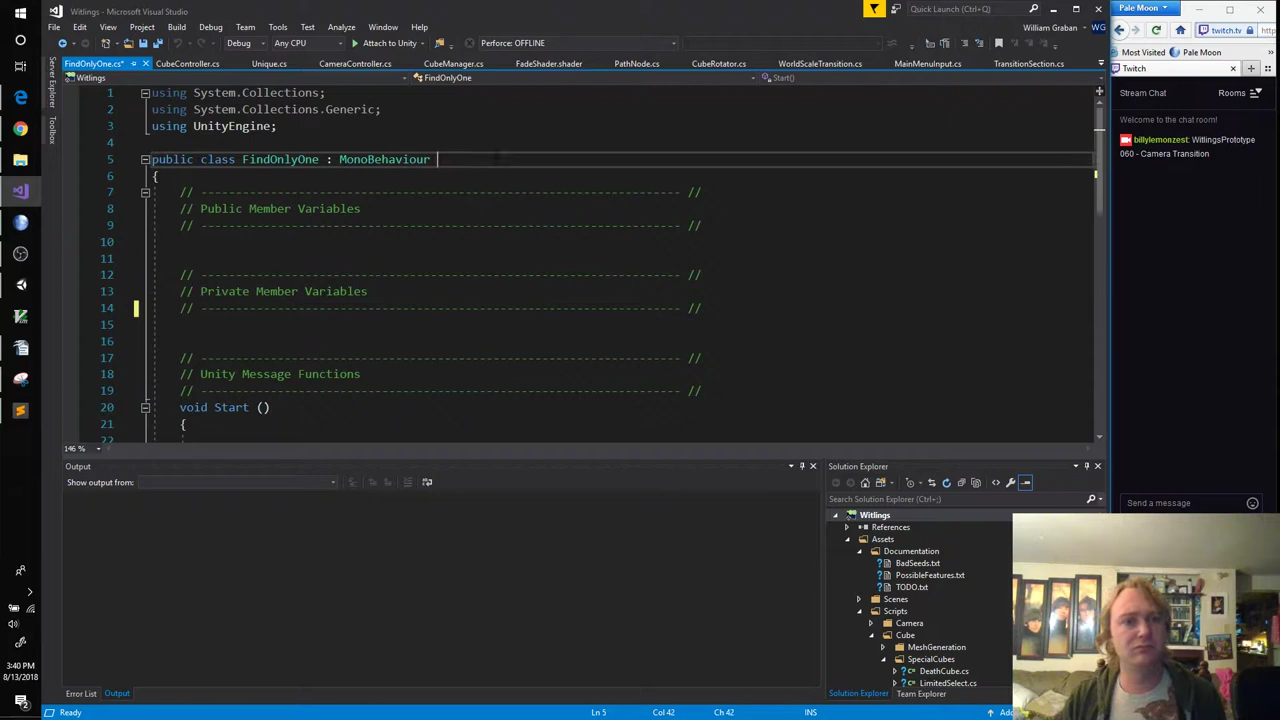 Witlings - Microsoft Visual Studio
Quick Launch (Ctrl+Q)
Pale Moon
File Edit View Project Build Debug Team Tools Test Analyze Window Help
William Graban WG
twitch.tv http
Debug Any CPU Attach to Unity Perforce: OFFLINE
Most Visited Pale Moon
FindOnlyOne.cs* CubeController.cs Unique.cs CameraController.cs CubeManager.cs FadeShader.shader PathNode.cs CubeRotator.cs WorldScaleTransition.cs MainMenuInput.cs TransitionSection.cs
Twitch
Witlings FindOnlyOne Start()
Server Explorer
Toolbox
Stream Chat Rooms
Welcome to the chat room!
billylemonzest: WitlingsPrototype
060 - Camera Transition
1 using System.Collections;
2 using System.Collections.Generic;
3 using UnityEngine;
4
5 public class FindOnlyOne : MonoBehaviour
6 {
7 // --------------------------------------------------------------------- //
8 // Public Member Variables
9 // --------------------------------------------------------------------- //
10
11
12 // --------------------------------------------------------------------- //
13 // Private Member Variables
14 // --------------------------------------------------------------------- //
15
16
17 // --------------------------------------------------------------------- //
18 // Unity Message Functions
19 // --------------------------------------------------------------------- //
20 void Start ()
21 {
22
146 %
Output
Show output from:
Solution Explorer
Search Solution Explorer (Ctrl+;)
Witlings
References
Assets
Documentation
BadSeeds.txt
PossibleFeatures.txt
TODO.txt
Scenes
Scripts
Camera
Cube
MeshGeneration
SpecialCubes
DeathCube.cs
LimitedSelect.cs
Send a message
3:40 PM
8/13/2018
2
Error List Output
Solution Explorer Team Explorer
Ready Ln 5 Col 42 Ch 42 INS